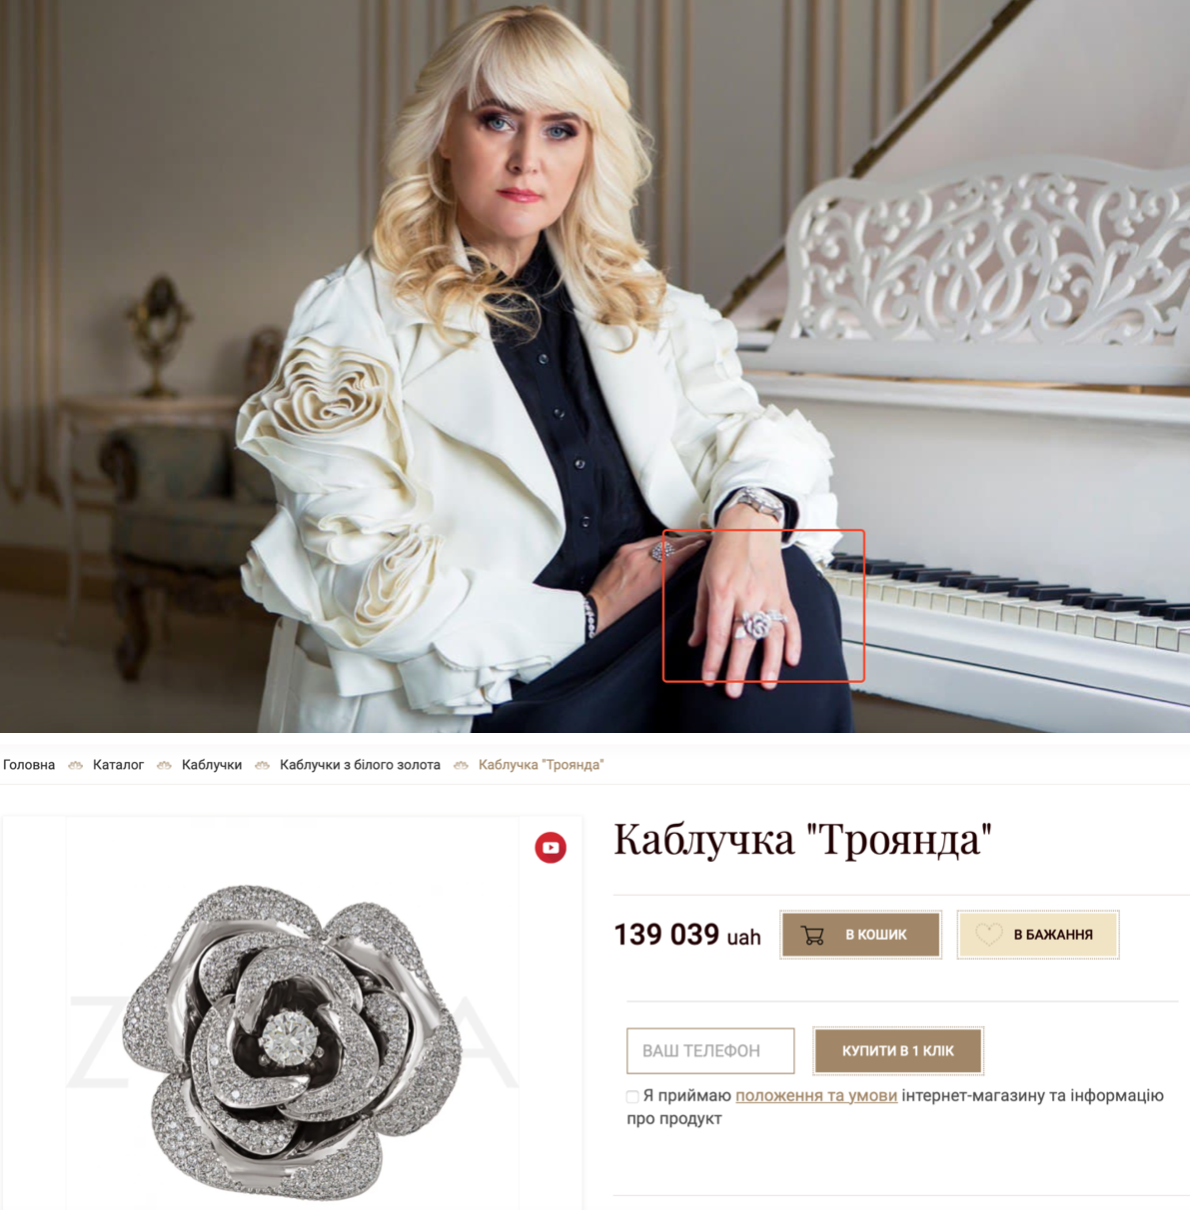 Головна Каталог Каблучки Каблучки з білого золота Каблучка "Троянда"
Каблучка "Троянда"
139 039 uah В КОШИК В БАЖАННЯ
ВАШ ТЕЛЕФОН КУПИТИ В 1 КЛІК
Я приймаю положення та умови інтернет-магазину та інформацію
про продукт